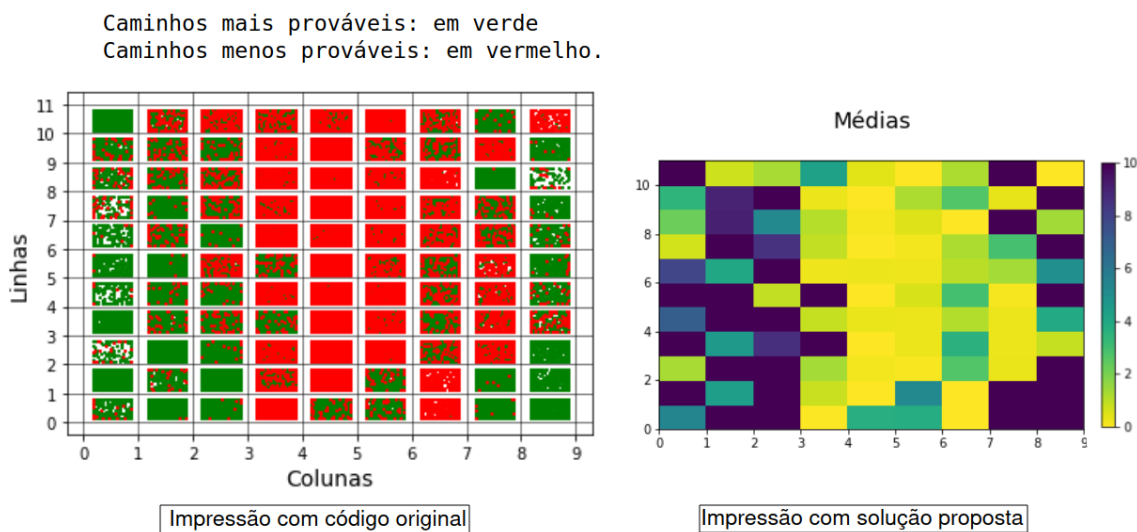 Caminhos mais prováveis: em verde
Caminhos menos prováveis: em vermelho.
11
10
9
8
7
6
5
4
3
2
1
0
Linhas
0 1 2 3 4 5 6 7 8 9
Colunas
Impressão com código original
Médias
10
8
6
4
2
0
0 1 2 3 4 5 6 7 8 9
10
8
6
4
2
0
Impressão com solução proposta